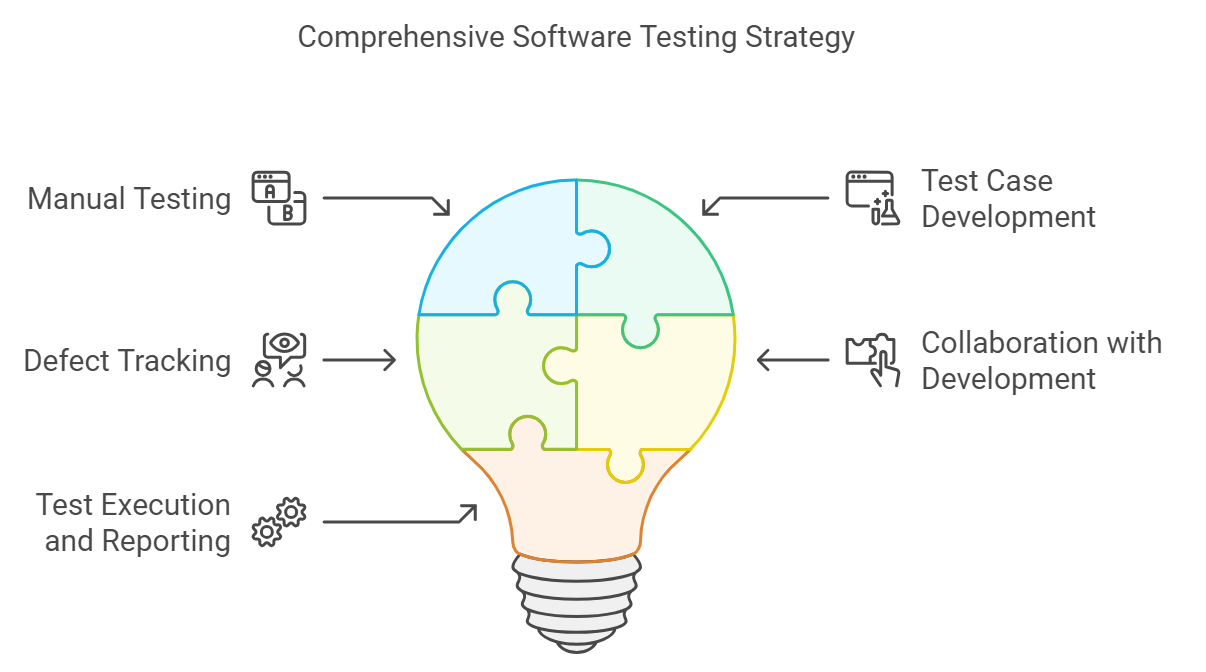 Comprehensive Software Testing Strategy
Manual Testing
A
B
Test Case
Development
Defect Tracking
Collaboration with
Development
Test Execution
and Reporting